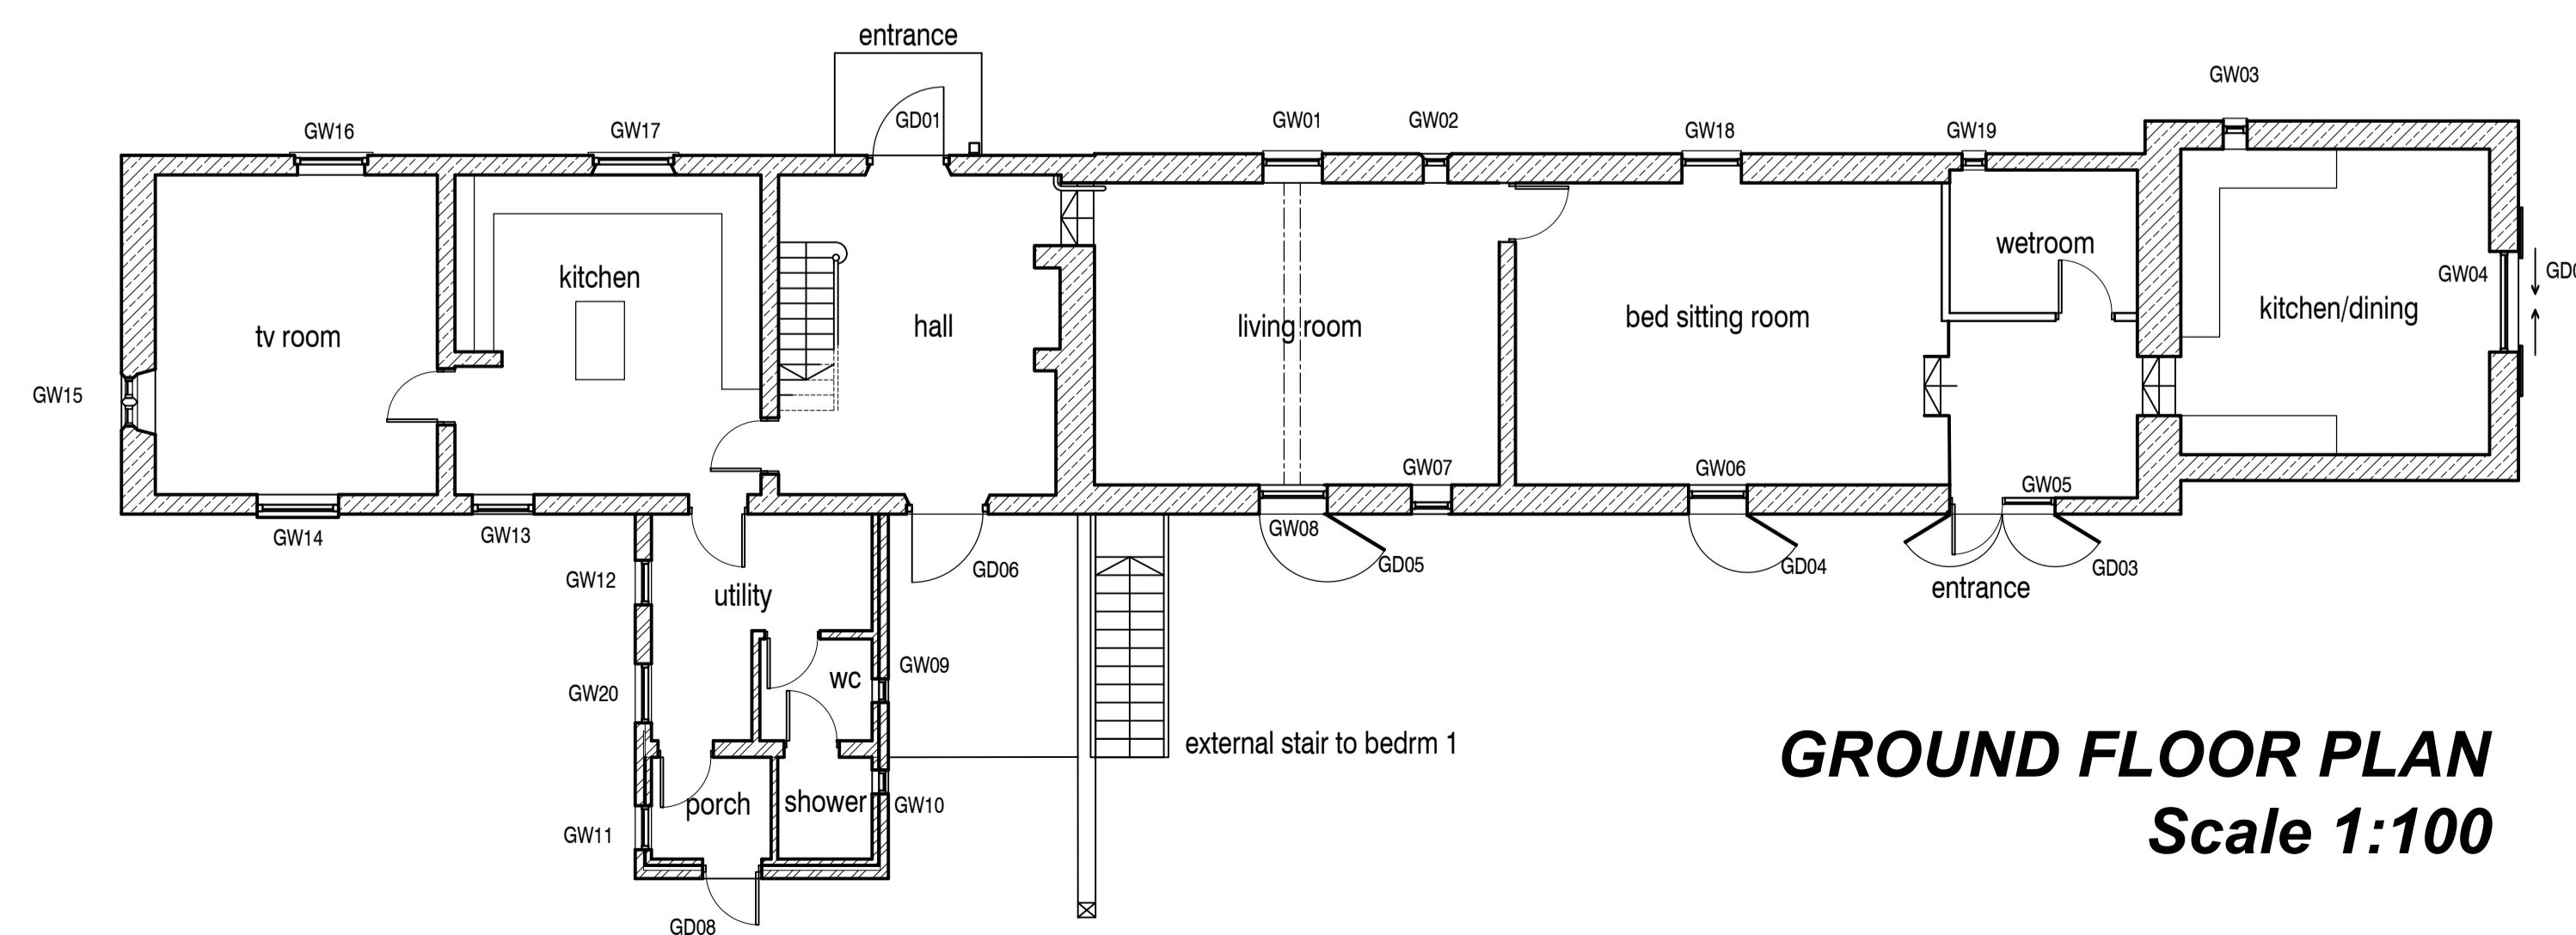 entrance
GW03
GD01
GW01
GW02
GW16
GW17
GW18
GW19
wetroom
kitchen
GW04
GD0
kitchen/dining
tv room
hall
living room
bed sitting room
GW15
GW07
GW06
GW05
GW14
GW13
GW08
GW12
GD06
GD05
GD04
GD03
utility
entrance
GW09
wc
GW20
external stair to bedrm 1
GROUND FLOOR PLAN
porch
shower
GW10
GW11
Scale 1:100
GD08